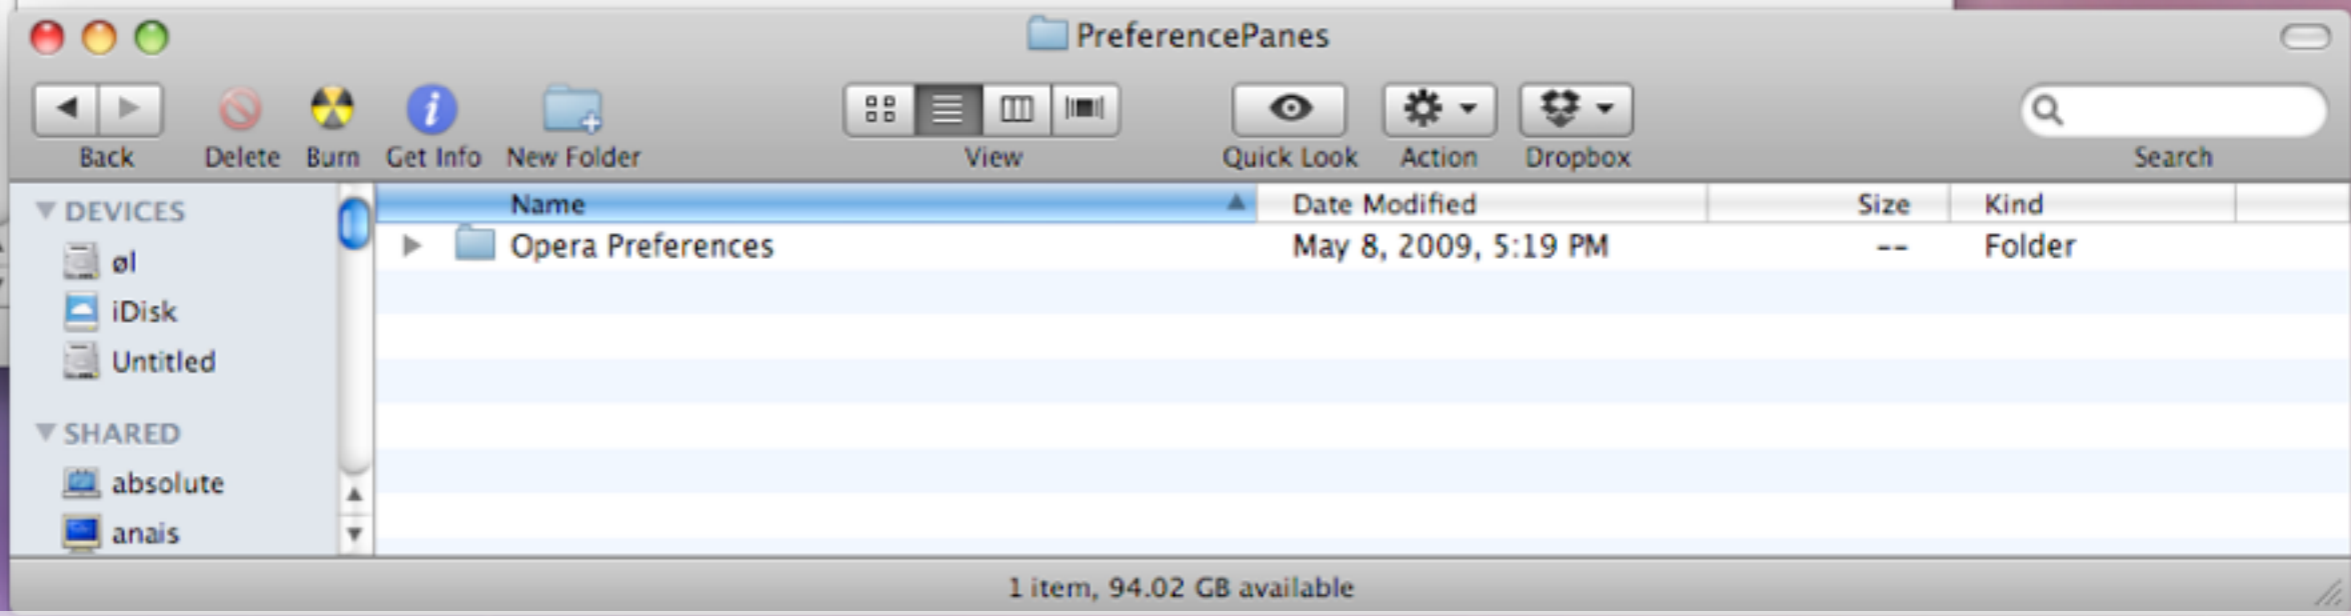 PreferencePanes
Back Delete Burn Get Info New Folder View Quick Look Action Dropbox Search
DEVICES
øl
iDisk
Untitled
SHARED
absolute
anais
Name Date Modified Size Kind
Opera Preferences May 8, 2009, 5:19 PM -- Folder
1 item, 94.02 GB available